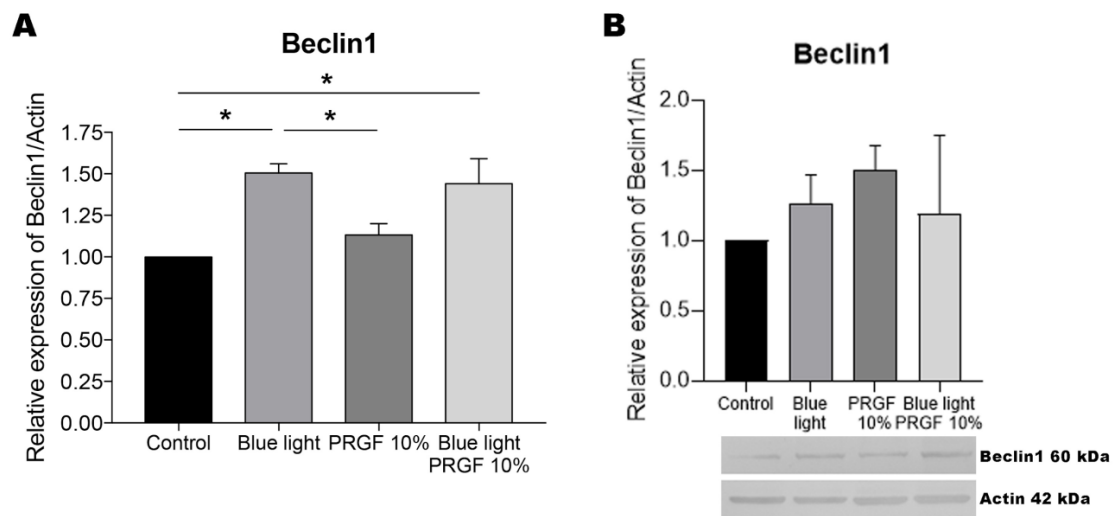 A
Beclin1
Relative expression of Beclin1/Actin
*
*
*
1.75
1.50
1.25
1.00
0.75
0.50
0.25
0.00
Control
Blue light
PRGF 10%
Blue light
PRGF 10%
B
Beclin1
Relative expression of Beclin1/Actin
2.0
1.5
1.0
0.5
0.0
Control
Blue
light
PRGF
10%
Blue light
PRGF 10%
Beclin1 60 kDa
Actin 42 kDa